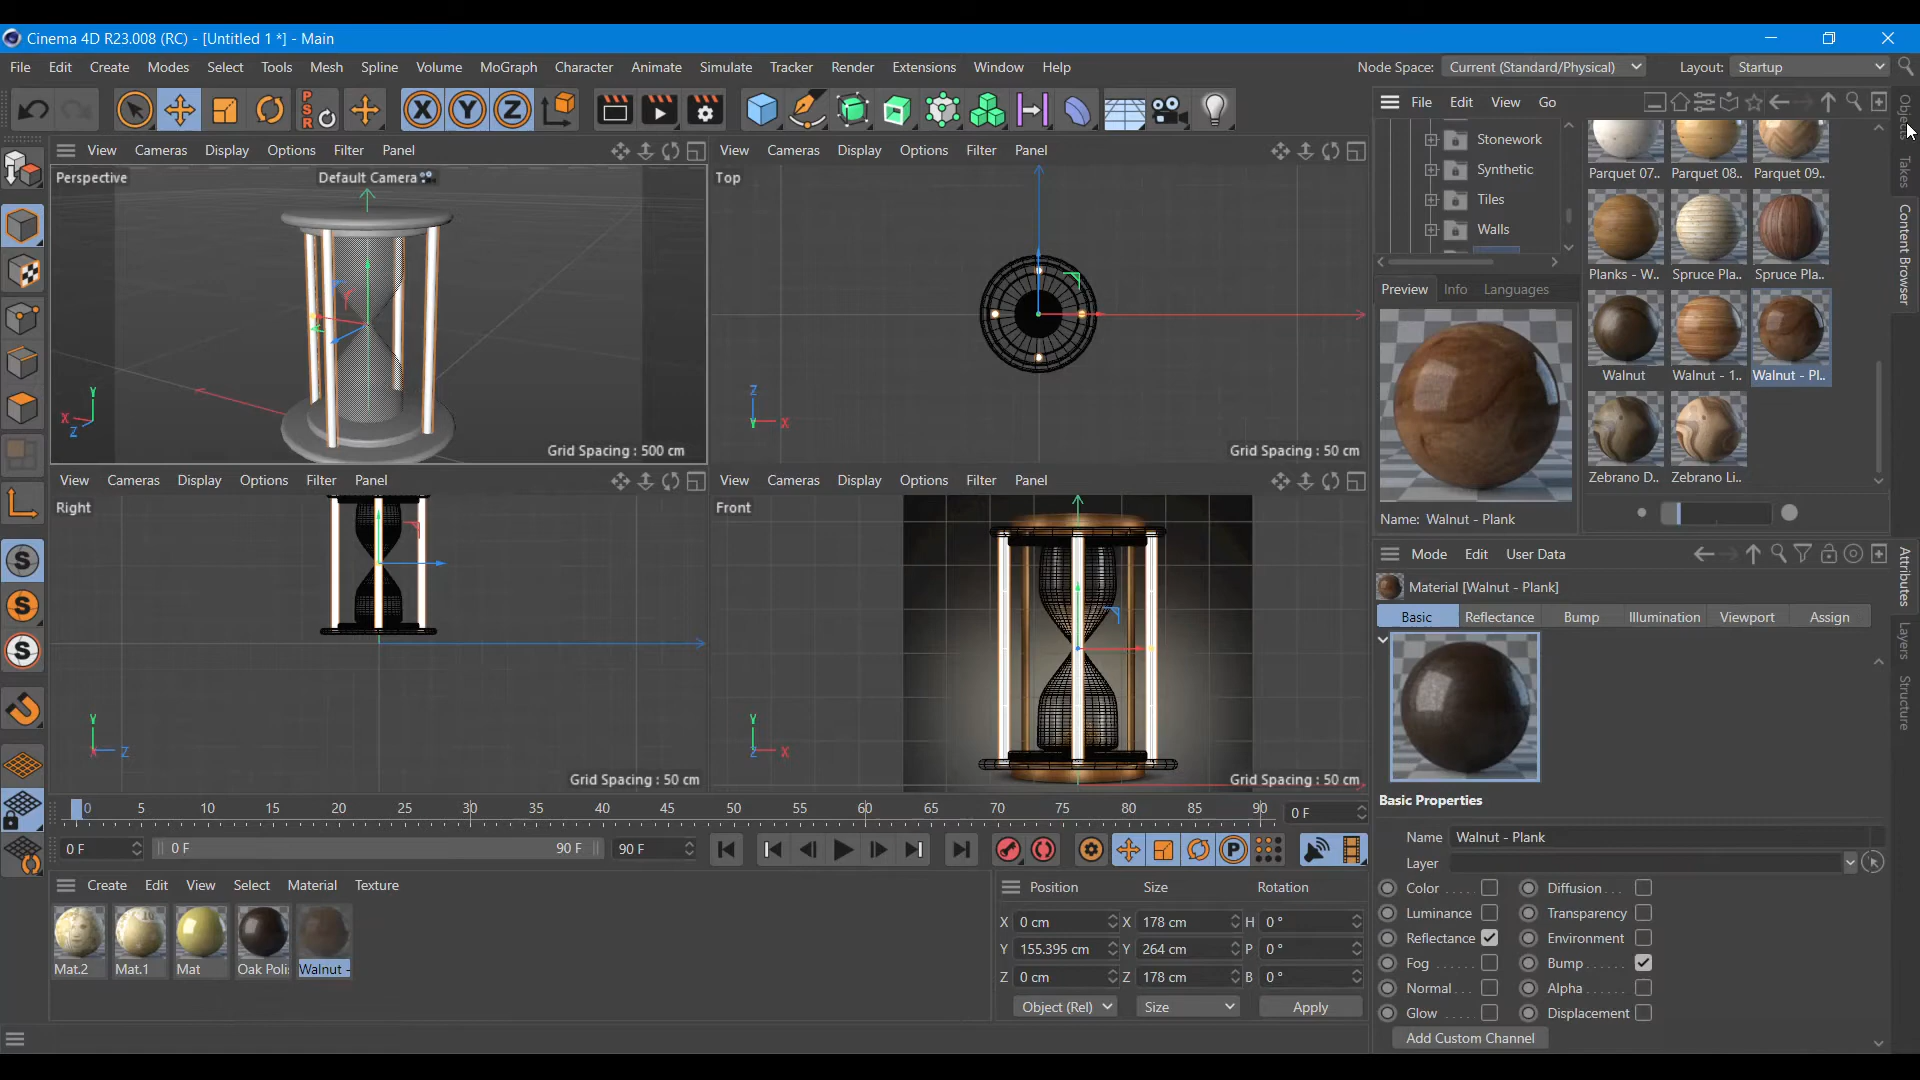 Cinema 4D R23.008 (RC) - [Untitled 1 *] - Main
File Edit Create Modes Select Tools Mesh Spline Volume MoGraph Character Animate Simulate Tracker Render Extensions Window Help
Node Space: Current (Standard/Physical) Layout: Startup
File Edit View Go
View Cameras Display Options Filter Panel
Perspective
Default Camera
Grid Spacing : 500 cm
View Cameras Display Options Filter Panel
Top
Grid Spacing : 50 cm
View Cameras Display Options Filter Panel
Right
Grid Spacing : 50 cm
View Cameras Display Options Filter Panel
Front
Grid Spacing : 50 cm
Stonework
Synthetic
Tiles
Walls
Parquet 07.. Parquet 08.. Parquet 09..
Planks - W.. Spruce Pla.. Spruce Pla..
Walnut Walnut - 1.. Walnut - Pl..
Zebrano D.. Zebrano Li..
Preview Info Languages
Name: Walnut - Plank
Takes
Content Browser
Attributes
Layers
Structure
Mode Edit User Data
Material [Walnut - Plank]
Basic Reflectance Bump Illumination Viewport Assign
Basic Properties
Name Walnut - Plank
Layer
Color Diffusion
Luminance Transparency
Reflectance Environment
Fog Bump
Normal Alpha
Glow Displacement
Add Custom Channel
0 5 10 15 20 25 30 35 40 45 50 55 60 65 70 75 80 85 90 0 F
0 F 0 F 90 F 90 F
Create Edit View Select Material Texture
Mat.2 Mat.1 Mat Oak Poli Walnut -
Position Size Rotation
X 0 cm X 178 cm H 0 °
Y 155.395 cm Y 264 cm P 0 °
Z 0 cm Z 178 cm B 0 °
Object (Rel) Size Apply